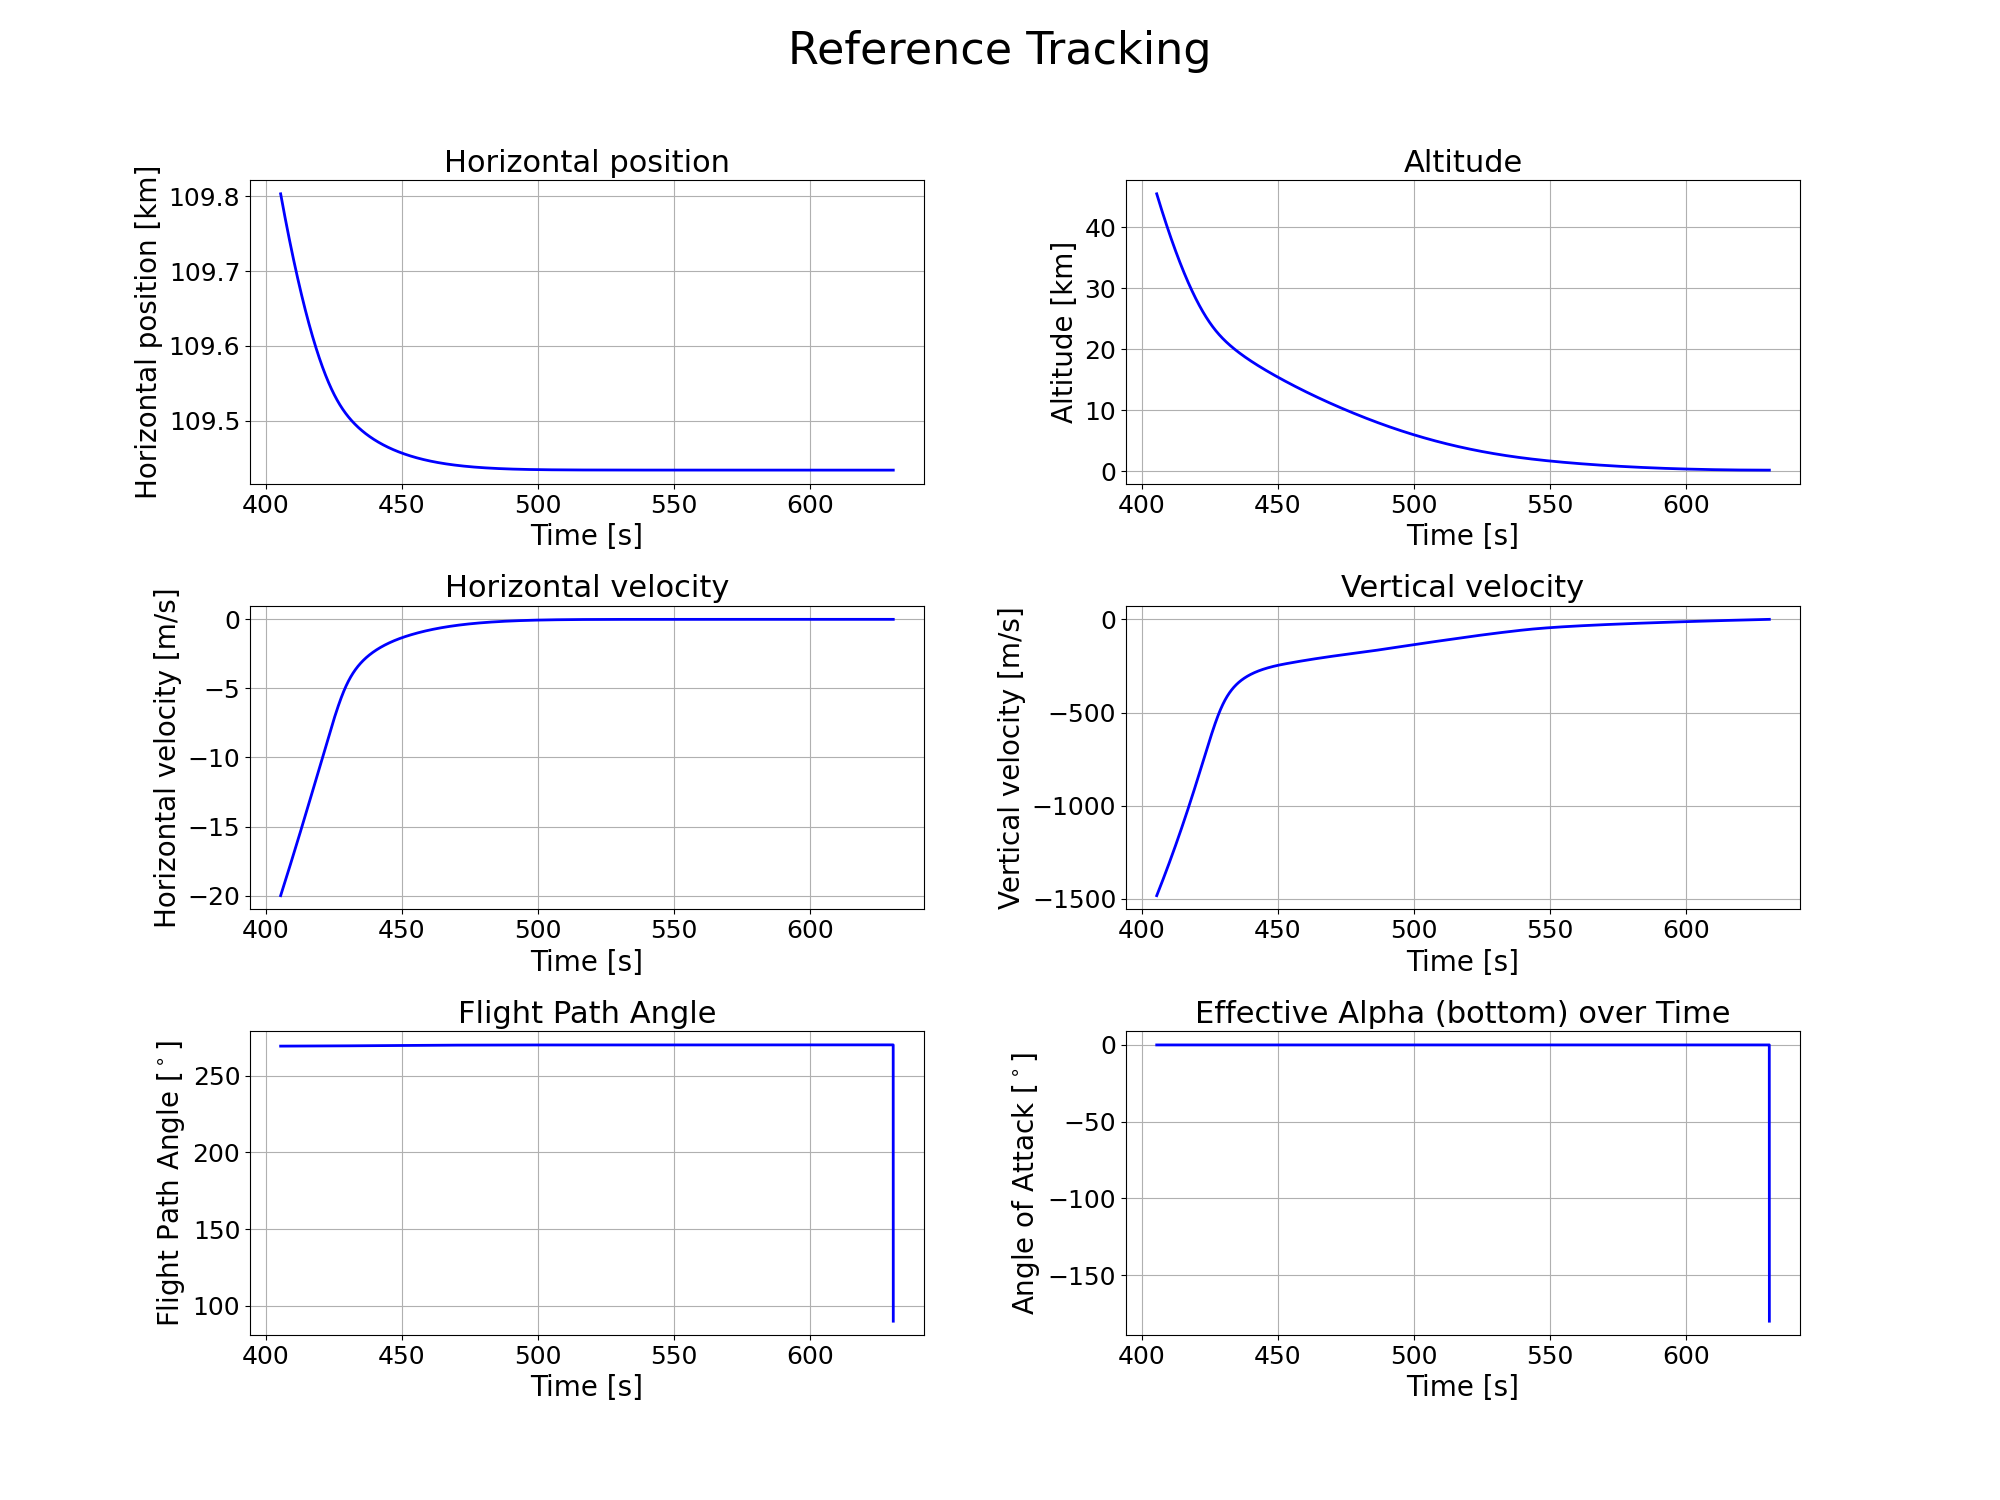 Reference Tracking
Horizontal position
Horizontal position [km]
109.8
109.7
109.6
109.5
400 450 500 550 600
Time [s]
Altitude
Altitude [km]
40
30
20
10
0
400 450 500 550 600
Time [s]
Horizontal velocity
Horizontal velocity [m/s]
0
−5
−10
−15
−20
400 450 500 550 600
Time [s]
Vertical velocity
Vertical velocity [m/s]
0
−500
−1000
−1500
400 450 500 550 600
Time [s]
Flight Path Angle
Flight Path Angle [°]
250
200
150
100
400 450 500 550 600
Time [s]
Effective Alpha (bottom) over Time
Angle of Attack [°]
0
−50
−100
−150
400 450 500 550 600
Time [s]